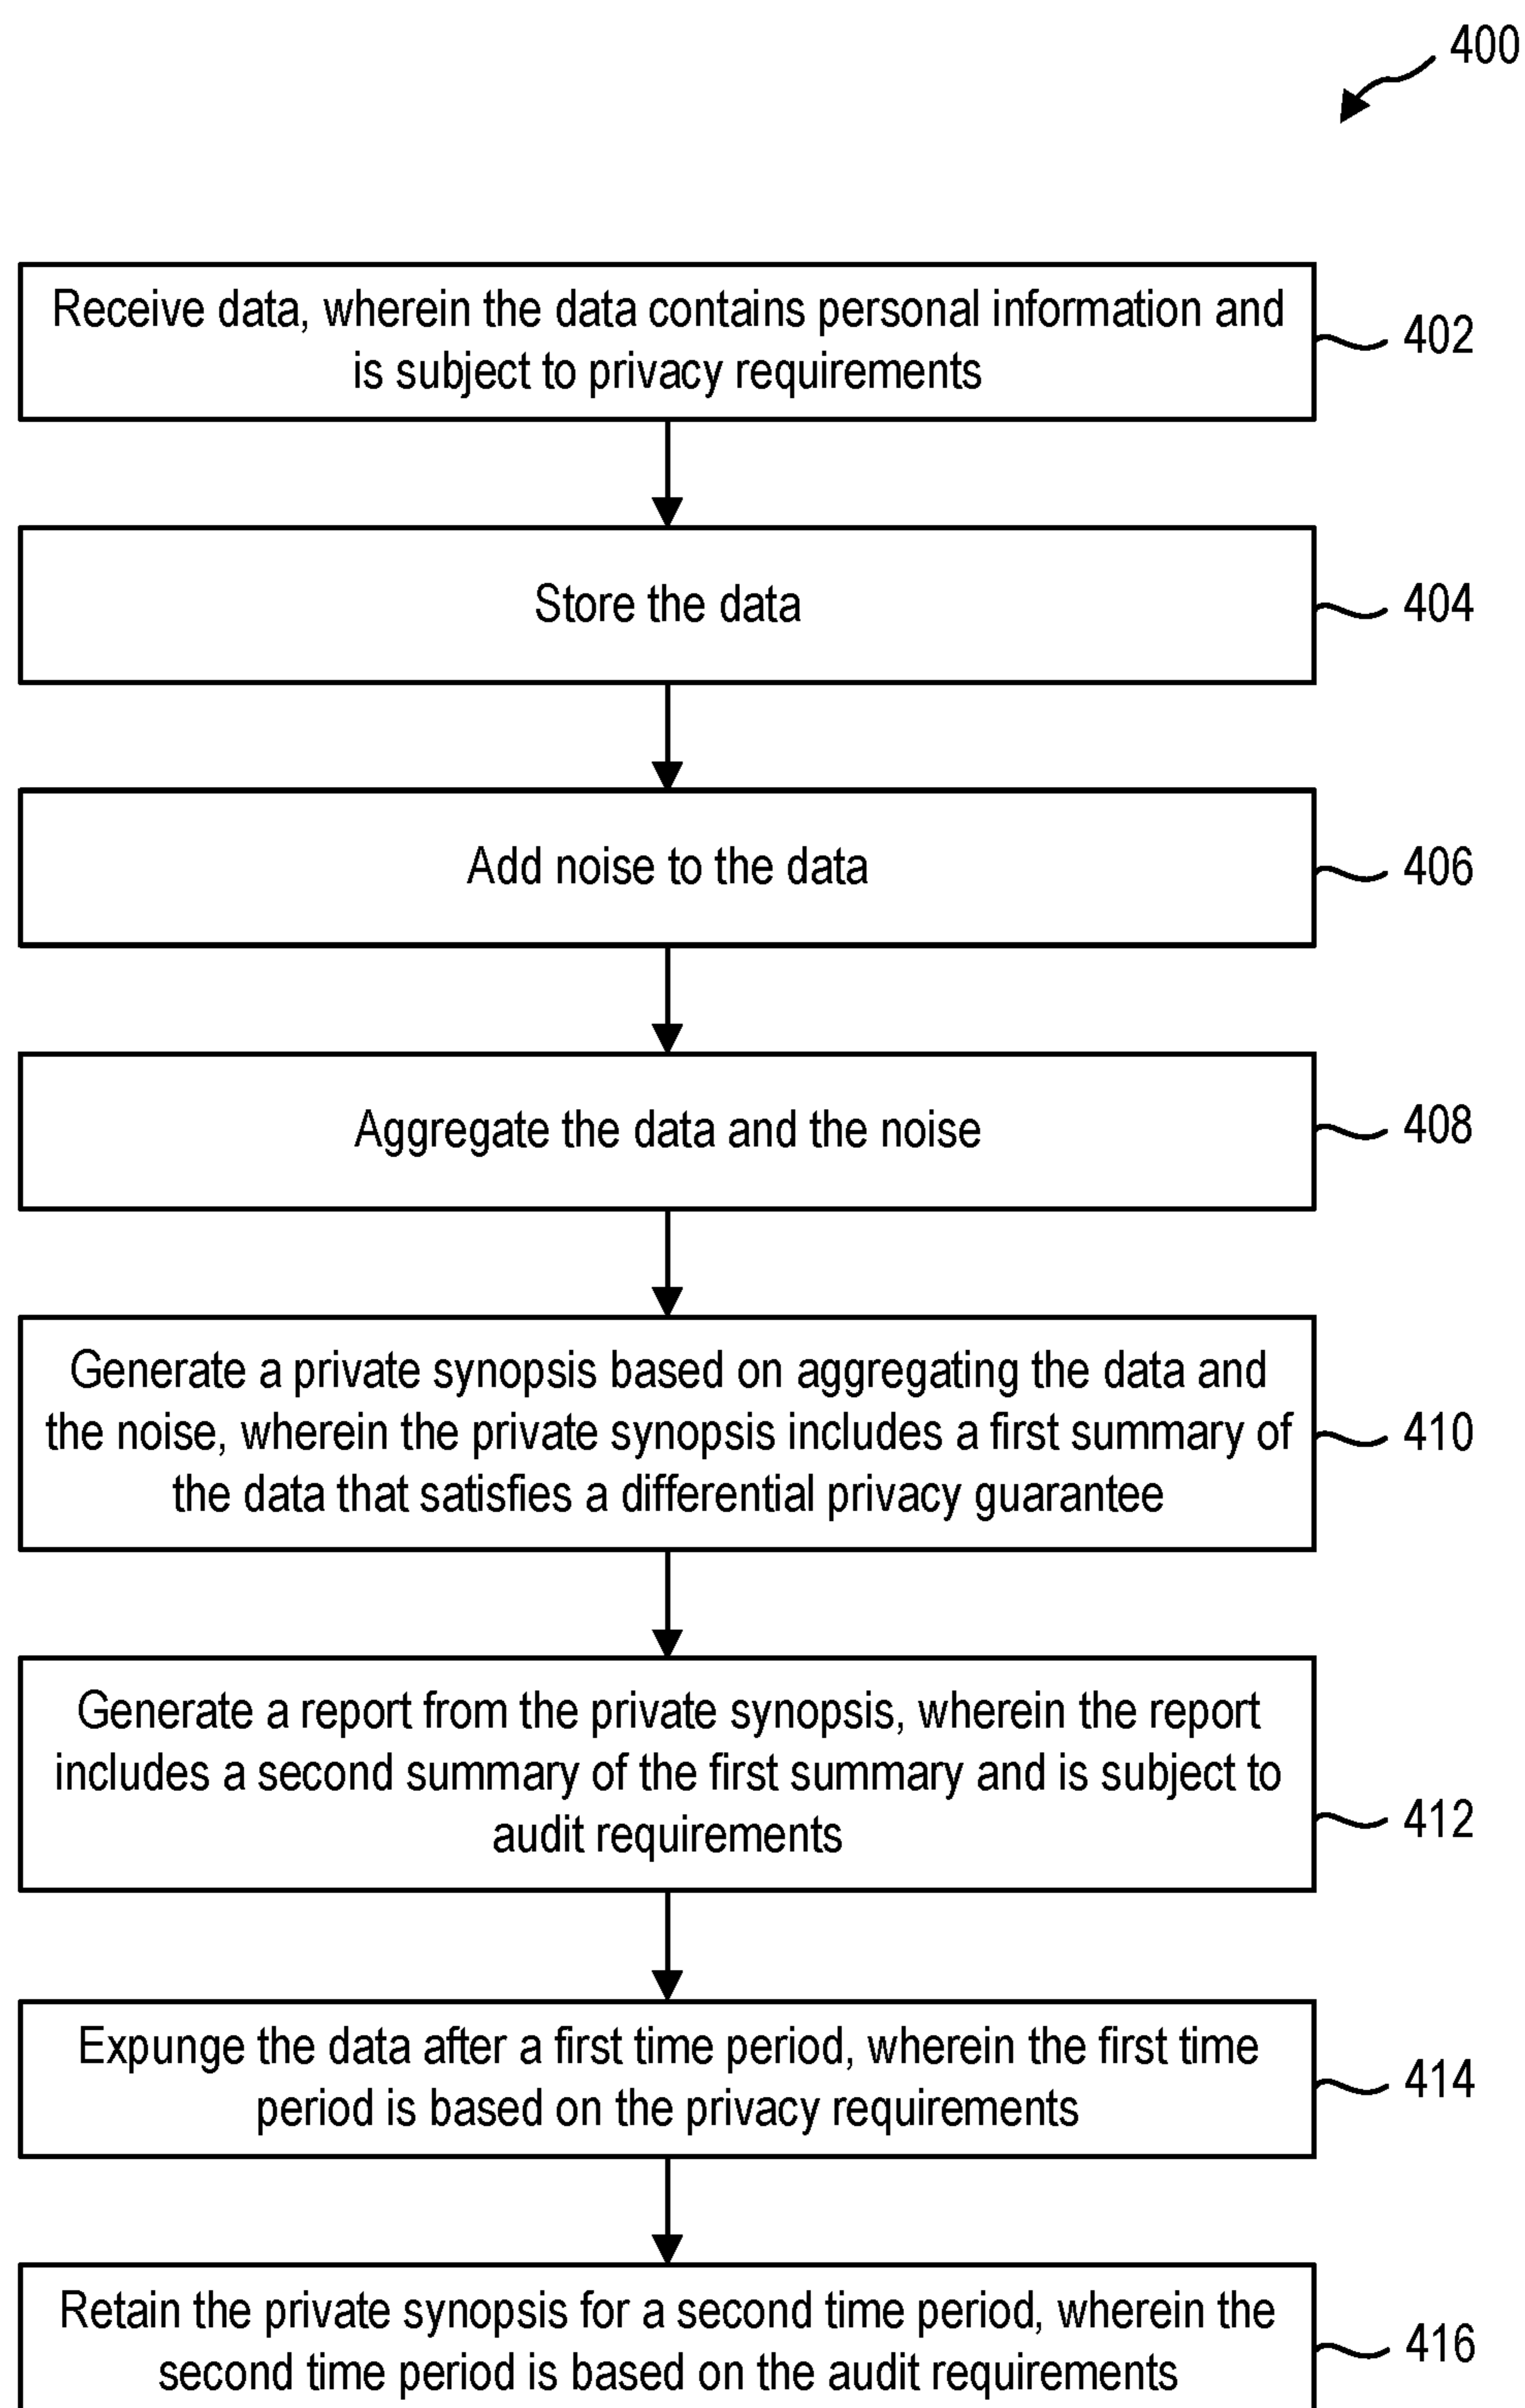 400
Receive data, wherein the data contains personal information and
is subject to privacy requirements
402
Store the data
404
Add noise to the data
406
Aggregate the data and the noise
408
Generate a private synopsis based on aggregating the data and
the noise, wherein the private synopsis includes a first summary of
the data that satisfies a differential privacy guarantee
410
Generate a report from the private synopsis, wherein the report
includes a second summary of the first summary and is subject to
audit requirements
412
Expunge the data after a first time period, wherein the first time
period is based on the privacy requirements
414
Retain the private synopsis for a second time period, wherein the
second time period is based on the audit requirements
416